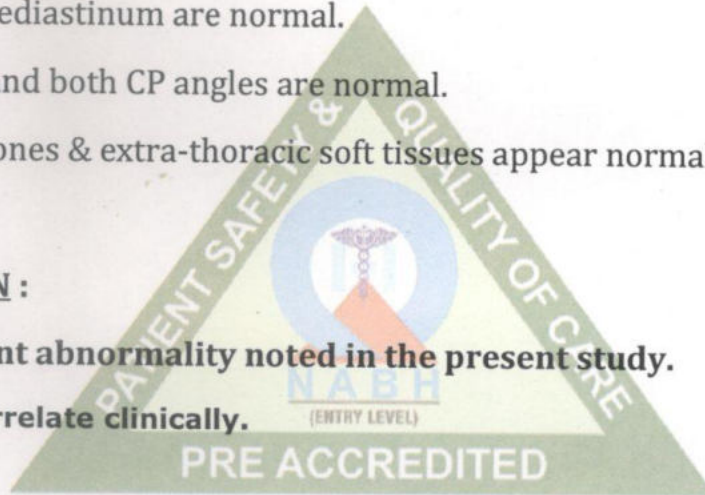 ediastinum are normal.
nd both CP angles are normal.
ones & extra-thoracic soft tissues appear norma
N :
nt abnormality noted in the present study.
rrelate clinically.
PATIENT SAFETY & QUALITY OF CARE
NABH
(ENTRY LEVEL)
PRE ACCREDITED